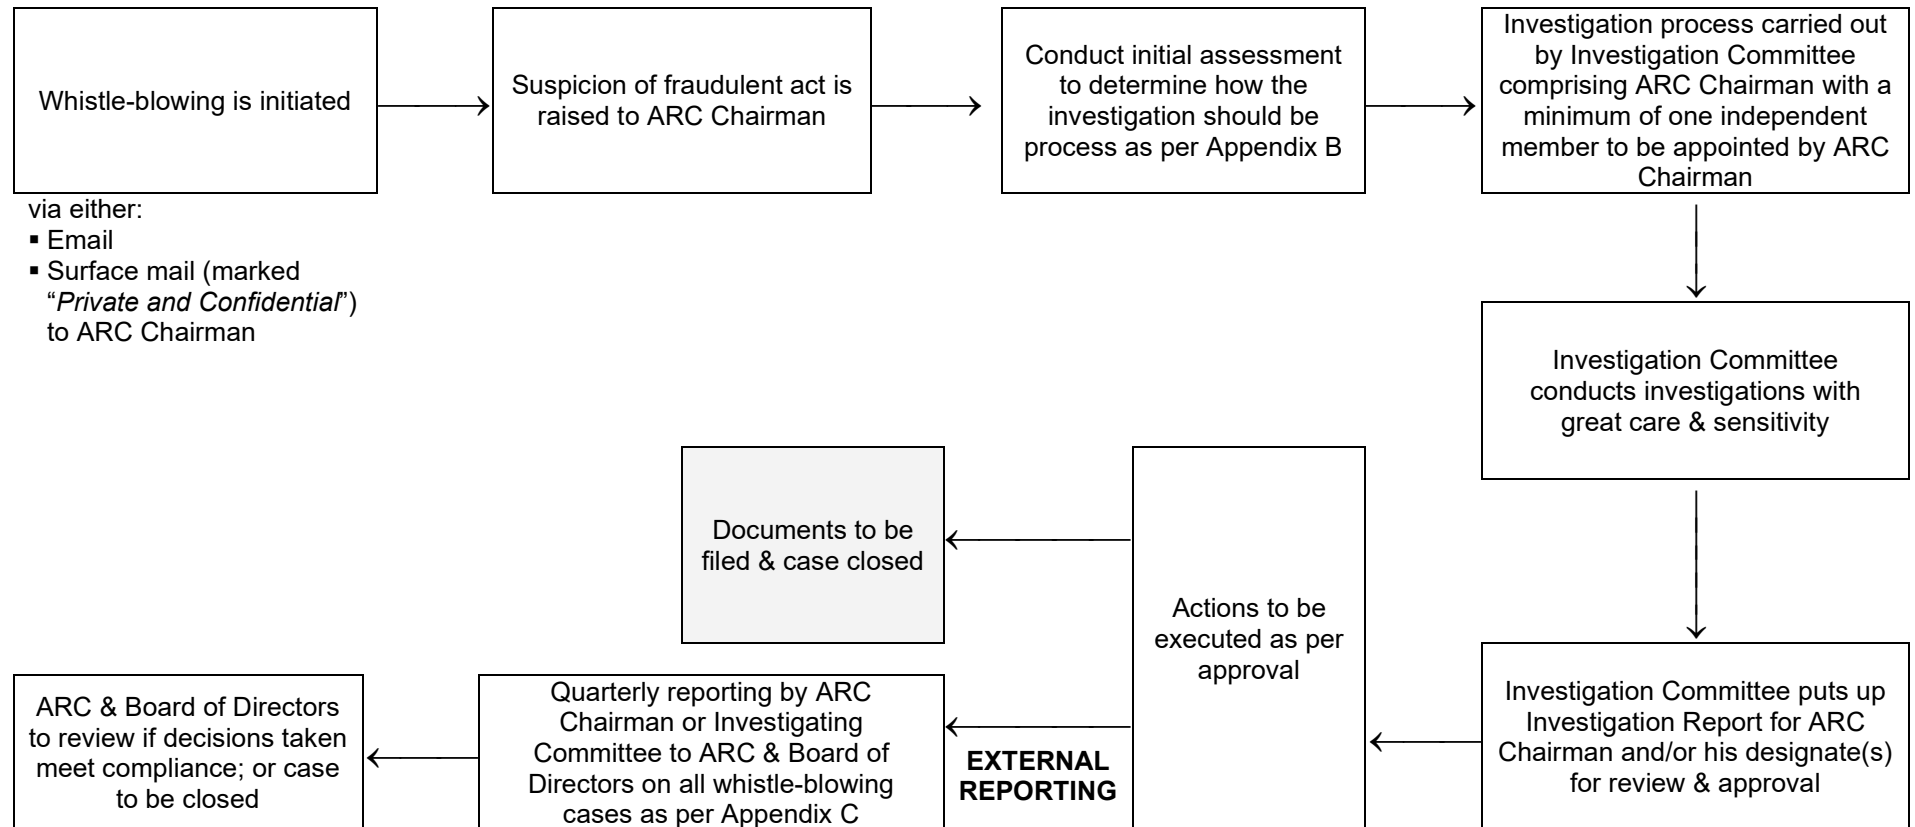 Whistle-blowing is initiated
via either:
▪ Email
▪ Surface mail (marked
“Private and Confidential”)
to ARC Chairman
Suspicion of fraudulent act is
raised to ARC Chairman
Conduct initial assessment
to determine how the
investigation should be
process as per Appendix B
Investigation process carried out
by Investigation Committee
comprising ARC Chairman with a
minimum of one independent
member to be appointed by ARC
Chairman
Investigation Committee
conducts investigations with
great care & sensitivity
Investigation Committee puts up
Investigation Report for ARC
Chairman and/or his designate(s)
for review & approval
Actions to be
executed as per
approval
Documents to be
filed & case closed
EXTERNAL
REPORTING
Quarterly reporting by ARC
Chairman or Investigating
Committee to ARC & Board of
Directors on all whistle-blowing
cases as per Appendix C
ARC & Board of Directors
to review if decisions taken
meet compliance; or case
to be closed